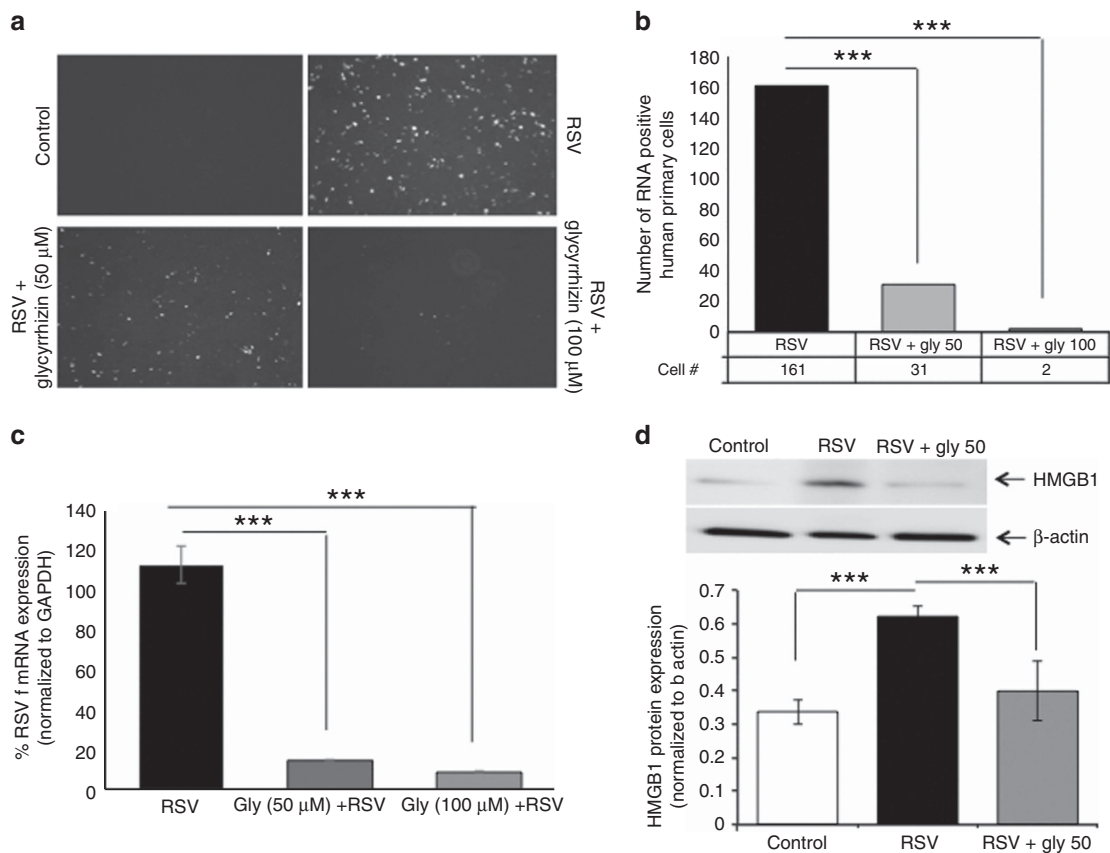 a
Control
RSV
RSV +
glycyrrhizin (50 μM)
RSV +
glycyrrhizin (100 μM)
b
***
***
Number of RNA positive
human primary cells
180
160
140
120
100
80
60
40
20
0
RSV
RSV + gly 50
RSV + gly 100
Cell #
161
31
2
c
***
***
% RSV f mRNA expression
(normalized to GAPDH)
140
120
100
80
60
40
20
0
RSV
Gly (50 μM) +RSV
Gly (100 μM) +RSV
d
Control
RSV
RSV + gly 50
HMGB1
β-actin
***
***
HMGB1 protein expression
(normalized to b actin)
0.7
0.6
0.5
0.4
0.3
0.2
0.1
0
Control
RSV
RSV + gly 50